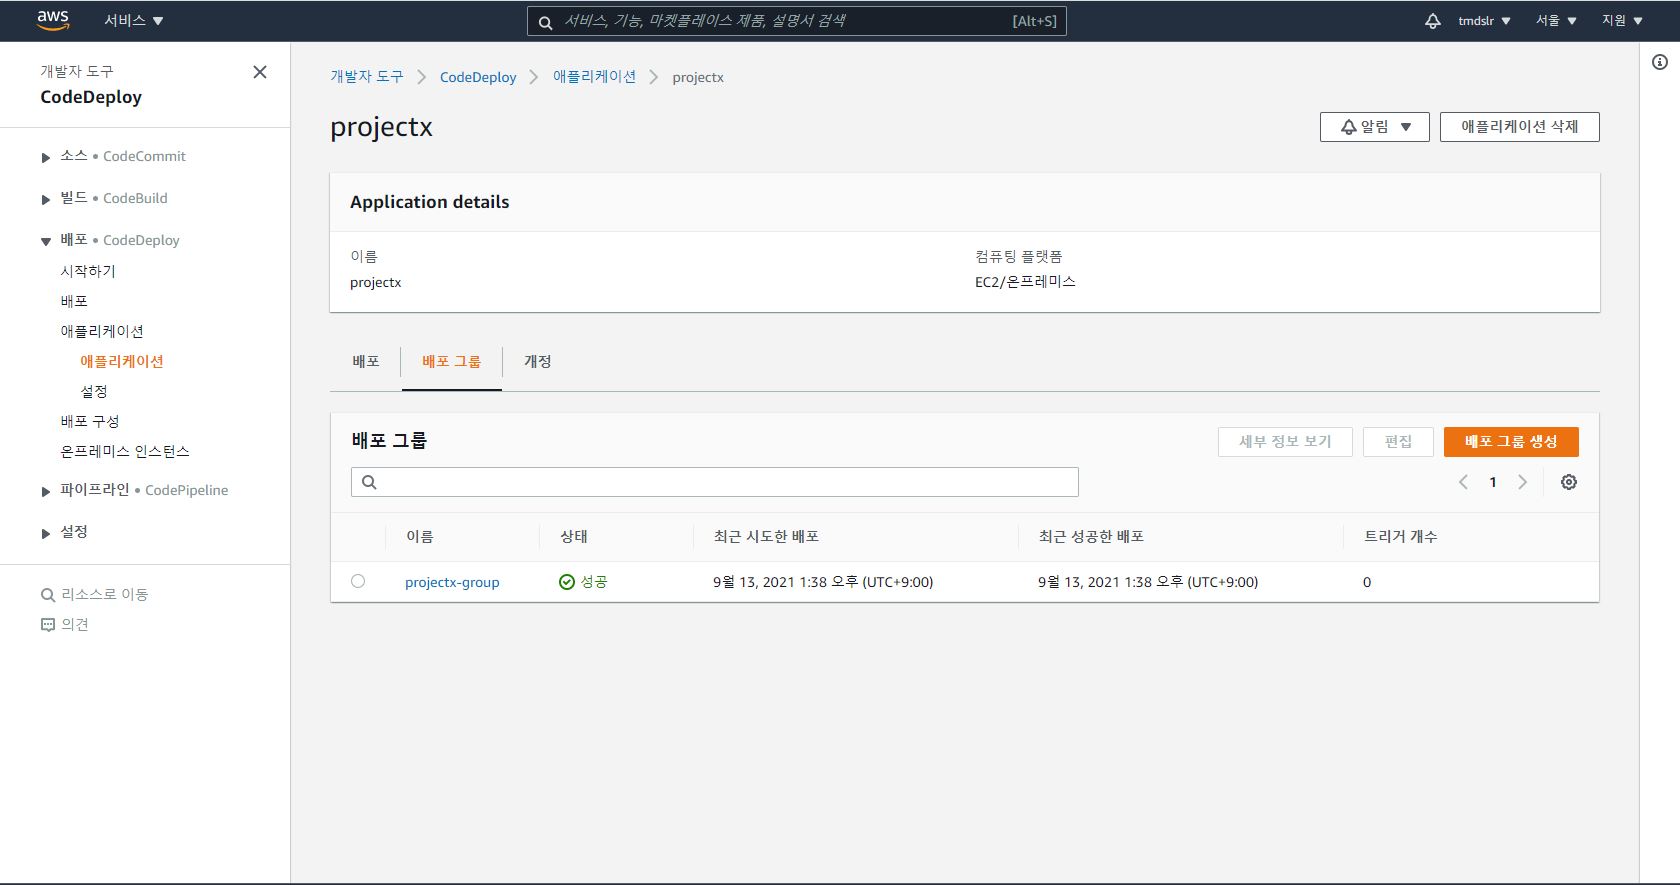 aws 서비스 ▼ 서비스, 기능, 마켓플레이스 제품, 설명서 검색 [Alt+S] tmdslr ▼ 서울 ▼ 지원 ▼
개발자 도구
CodeDeploy
소스 • CodeCommit
빌드 • CodeBuild
배포 • CodeDeploy
시작하기
배포
애플리케이션
애플리케이션
설정
배포 구성
온프레미스 인스턴스
파이프라인 • CodePipeline
설정
리소스로 이동
의견
개발자 도구 > CodeDeploy > 애플리케이션 > projectx
projectx
알림 ▼ 애플리케이션 삭제
Application details
이름 컴퓨팅 플랫폼
projectx EC2/온프레미스
배포 배포 그룹 개정
배포 그룹 세부 정보 보기 편집 배포 그룹 생성
1
이름 상태 최근 시도한 배포 최근 성공한 배포 트리거 개수
projectx-group 성공 9월 13, 2021 1:38 오후 (UTC+9:00) 9월 13, 2021 1:38 오후 (UTC+9:00) 0